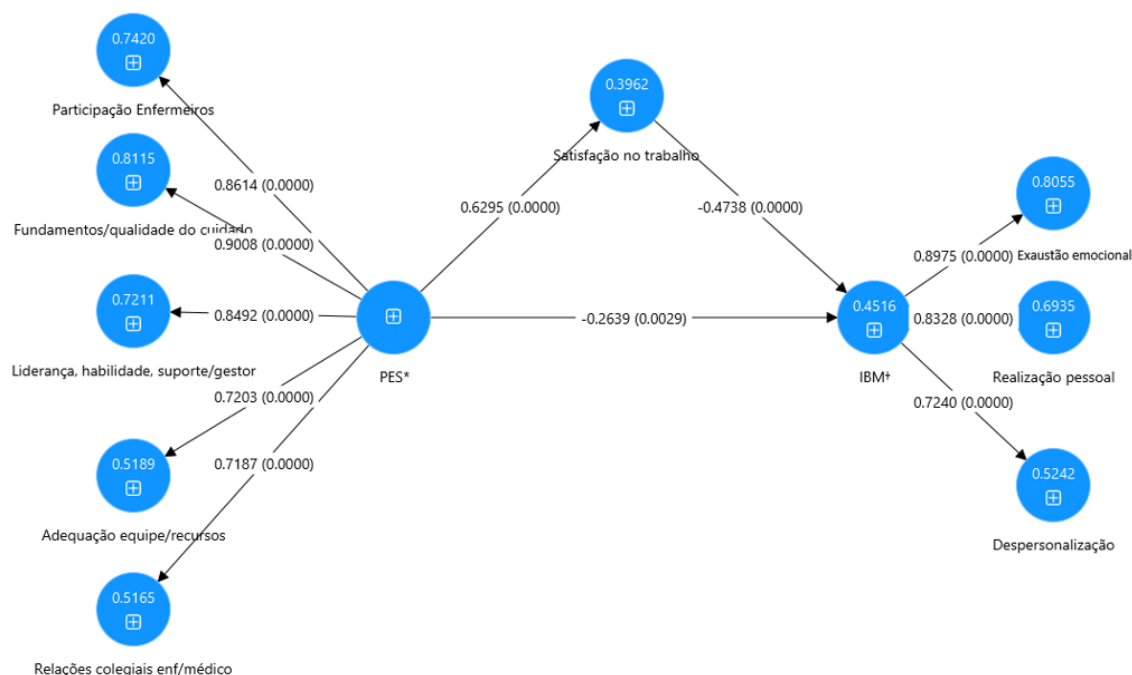 0.7420
Participação Enfermeiros
0.8115
Fundamentos/qualidade do cuidado
0.7211
Liderança, habilidade, suporte/gestor
0.5189
Adequação equipe/recursos
0.5165
Relações colegiais enf/médico
0.8614 (0.0000)
0.9008 (0.0000)
0.8492 (0.0000)
0.7203 (0.0000)
0.7187 (0.0000)
PES*
0.6295 (0.0000)
-0.2639 (0.0029)
0.3962
Satisfação no trabalho
-0.4738 (0.0000)
0.4516
IBM†
0.8975 (0.0000)
0.8328 (0.0000)
0.7240 (0.0000)
0.8055
Exaustão emocional
0.6935
Realização pessoal
0.5242
Despersonalização